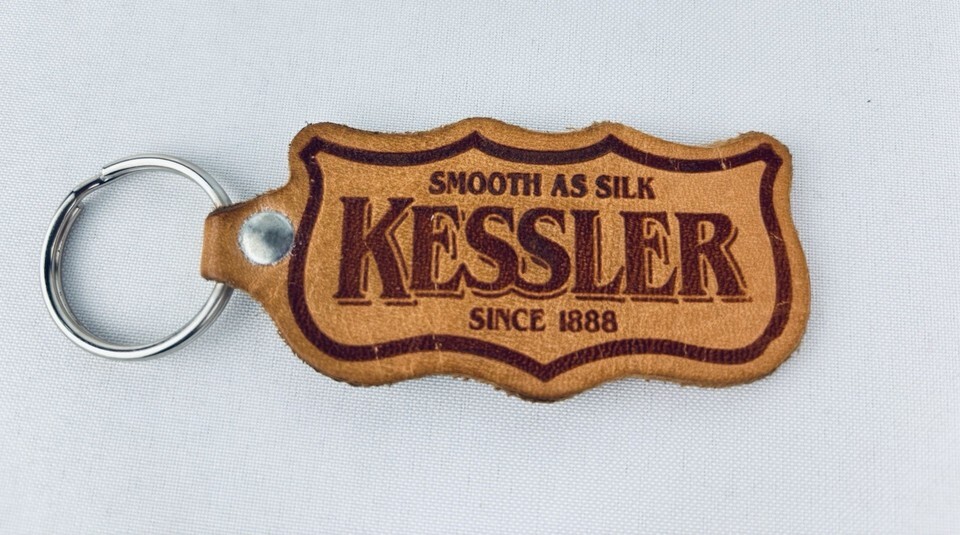 SMOOTH AS SILK
KESSLER
SINCE 1888